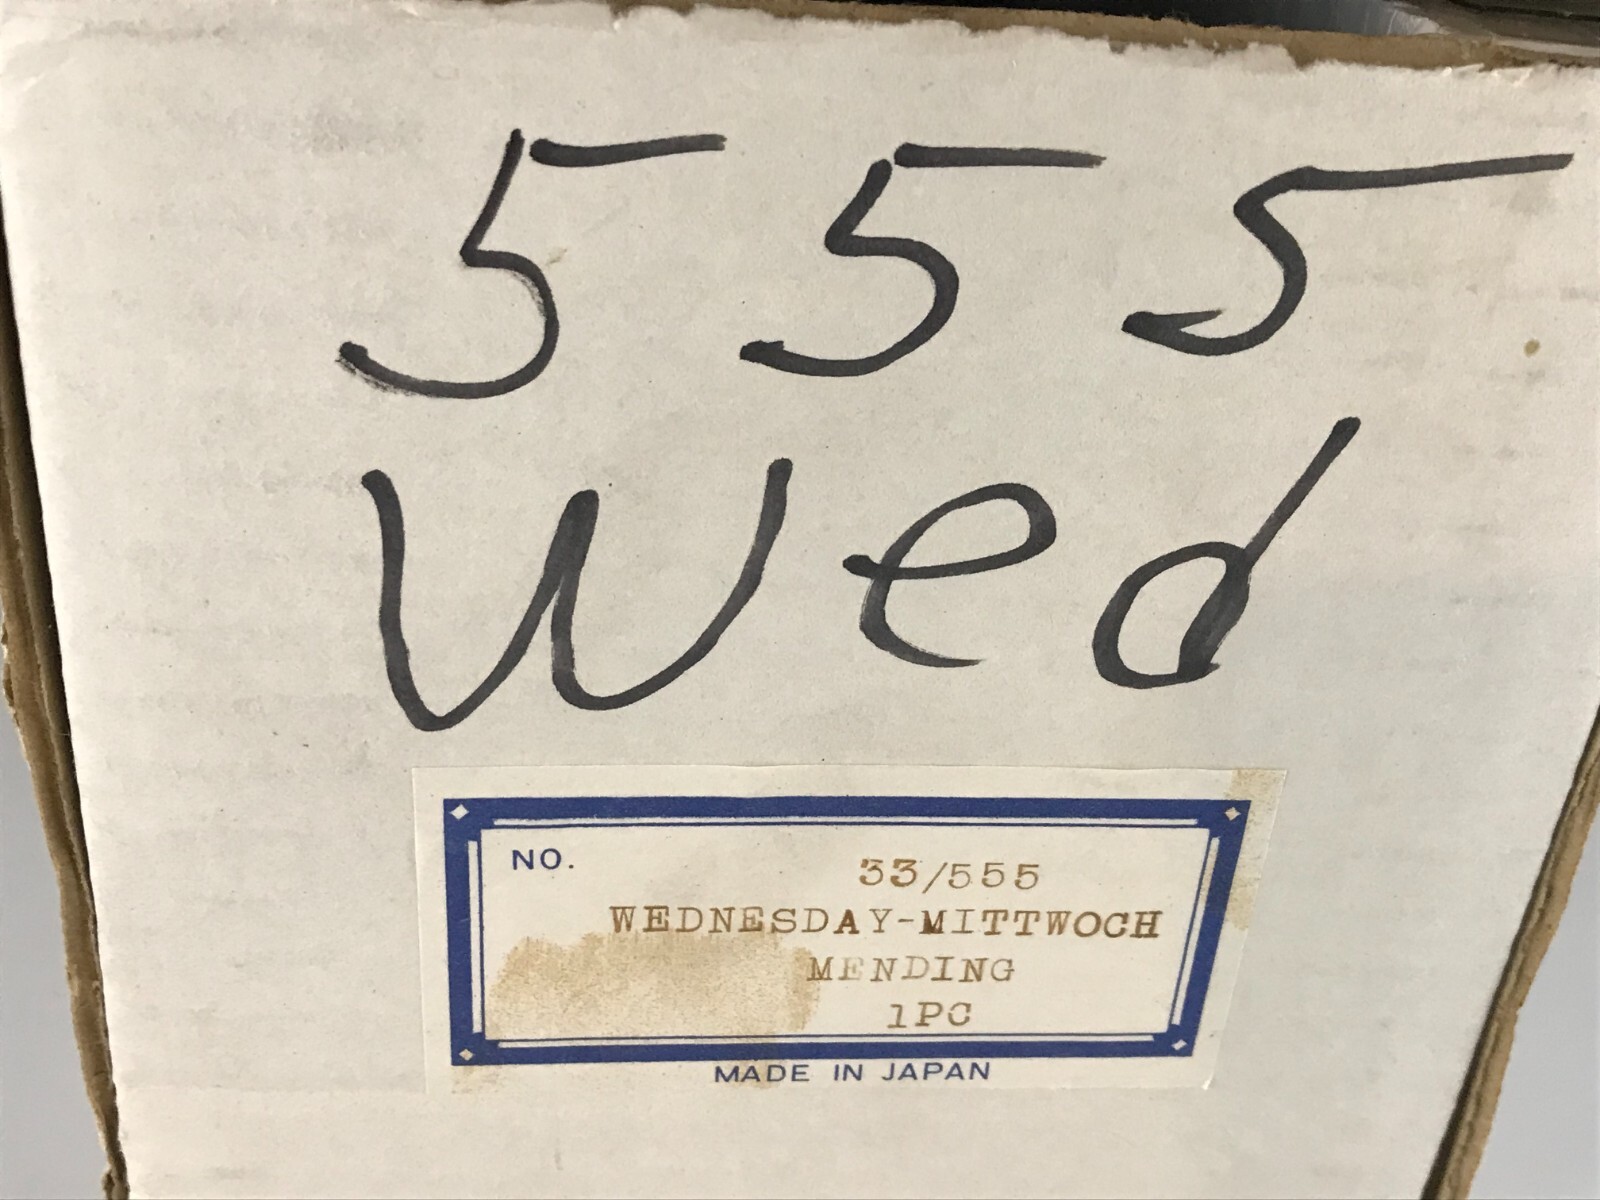 555
Wed
NO. 33/555
WEDNESDAY-MITTWOCH
MENDING
1PC
MADE IN JAPAN